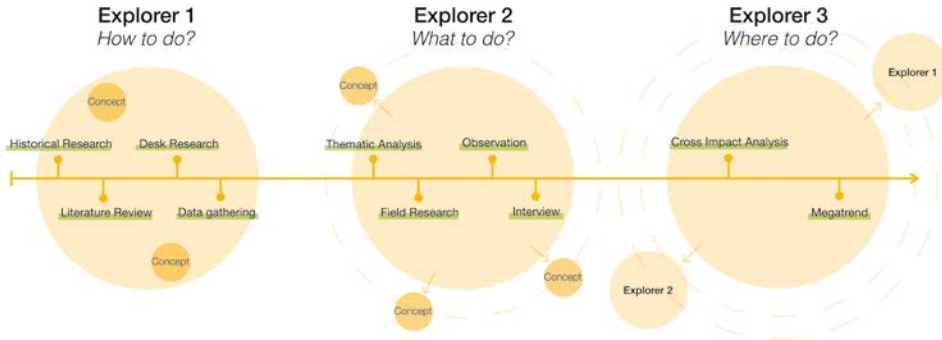 Explorer 1
How to do?
Concept
Historical Research
Desk Research
Literature Review
Data gathering
Concept
Explorer 2
What to do?
Concept
Thematic Analysis
Observation
Field Research
Interview
Concept
Concept
Explorer 3
Where to do?
Explorer 1
Cross Impact Analysis
Megatrend
Explorer 2